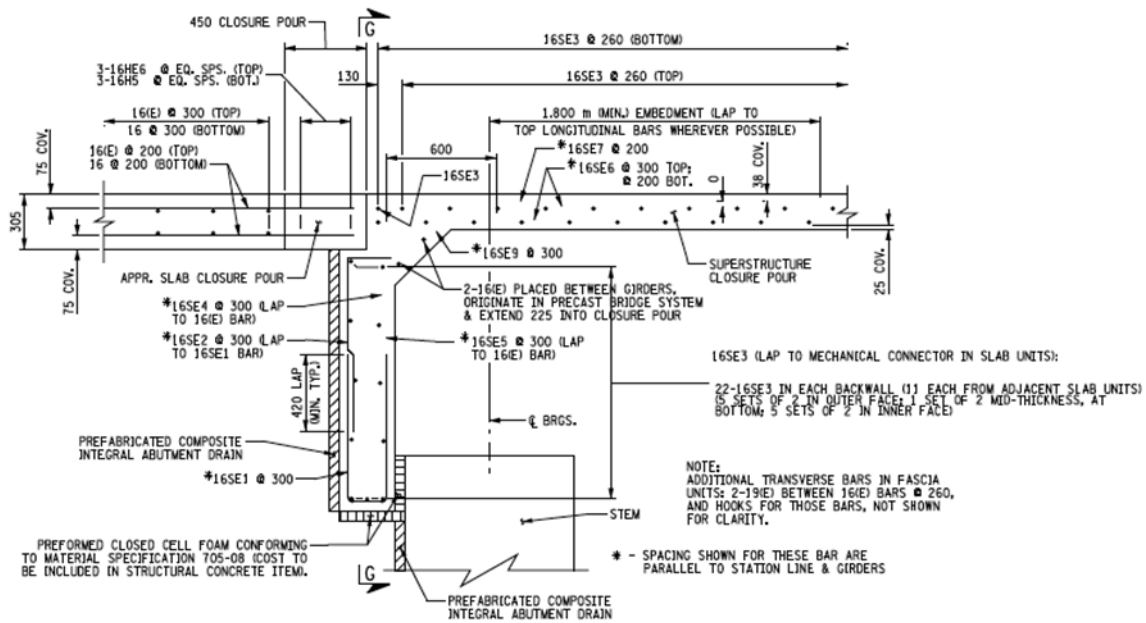 450 CLOSURE POUR
G
16SE3 @ 260 (BOTTOM)
3-16HE6 @ EQ. SPS. (TOP)
3-16H5 @ EQ. SPS. (BOT.)
130
16SE3 @ 260 (TOP)
16(E) @ 300 (TOP)
16 @ 300 (BOTTOM)
1.800 m (MIN.) EMBEDMENT (LAP TO
TOP LONGITUDINAL BARS WHEREVER POSSIBLE)
75 COV.
16(E) @ 200 (TOP)
16 @ 200 (BOTTOM)
600
*16SE7 @ 200
*16SE6 @ 300 TOP;
@ 200 BOT.
0
38 COV.
16SE3
305
*16SE9 @ 300
SUPERSTRUCTURE
CLOSURE POUR
25 COV.
75 COV.
APPR. SLAB CLOSURE POUR
2-16(E) PLACED BETWEEN GIRDERS,
ORIGINATE IN PRECAST BRIDGE SYSTEM
& EXTEND 225 INTO CLOSURE POUR
*16SE4 @ 300 (LAP
TO 16(E) BAR)
*16SE2 @ 300 (LAP
TO 16SE1 BAR)
*16SE5 @ 300 (LAP
TO 16(E) BAR)
16SE3 (LAP TO MECHANICAL CONNECTOR IN SLAB UNITS):
22-16SE3 IN EACH BACKWALL (11 EACH FROM ADJACENT SLAB UNITS)
(5 SETS OF 2 IN OUTER FACE; 1 SET OF 2 MID-THICKNESS, AT
BOTTOM; 5 SETS OF 2 IN INNER FACE)
420 LAP
(MIN. TYP.)
℄ BRGS.
PREFABRICATED COMPOSITE
INTEGRAL ABUTMENT DRAIN
*16SE1 @ 300
NOTE:
ADDITIONAL TRANSVERSE BARS IN FASCIA
UNITS: 2-19(E) BETWEEN 16(E) BARS @ 260,
AND HOOKS FOR THOSE BARS, NOT SHOWN
FOR CLARITY.
STEM
PREFORMED CLOSED CELL FOAM CONFORMING
TO MATERIAL SPECIFICATION 705-08 (COST TO
BE INCLUDED IN STRUCTURAL CONCRETE ITEM).
* - SPACING SHOWN FOR THESE BAR ARE
PARALLEL TO STATION LINE & GIRDERS
G
PREFABRICATED COMPOSITE
INTEGRAL ABUTMENT DRAIN